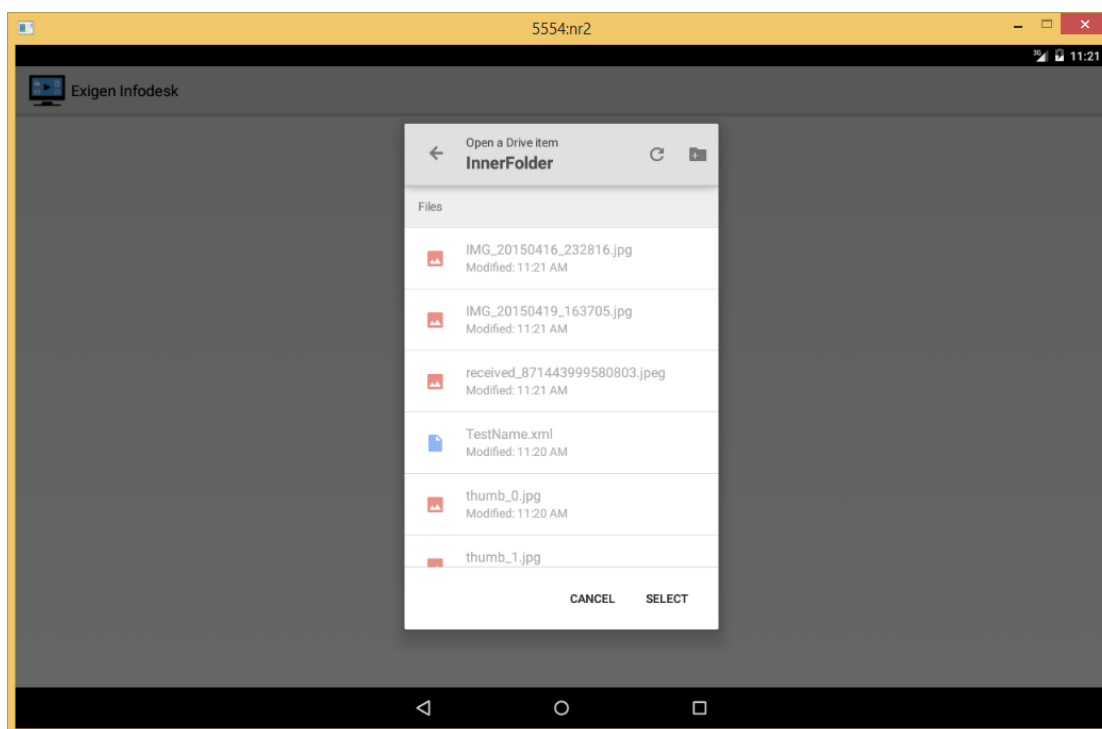 5554:nr2
3G 11:21
Exigen Infodesk
Open a Drive item
InnerFolder
Files
IMG_20150416_232816.jpg
Modified: 11:21 AM
IMG_20150419_163705.jpg
Modified: 11:21 AM
received_871443999580803.jpeg
Modified: 11:21 AM
TestName.xml
Modified: 11:20 AM
thumb_0.jpg
Modified: 11:20 AM
thumb_1.jpg
CANCEL SELECT